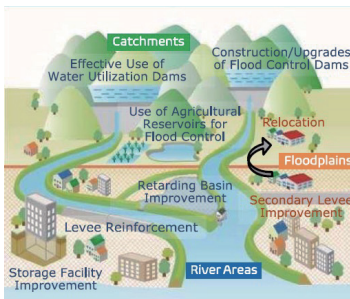 Catchments
Effective Use of
Water Utilization Dams
Construction/Upgrades
of Flood Control Dams
Use of Agricultural
Reservoirs for
Flood Control
Relocation
Floodplains
Retarding Basin
Improvement
Secondary Levee
Improvement
Levee Reinforcement
Storage Facility
Improvement
River Areas